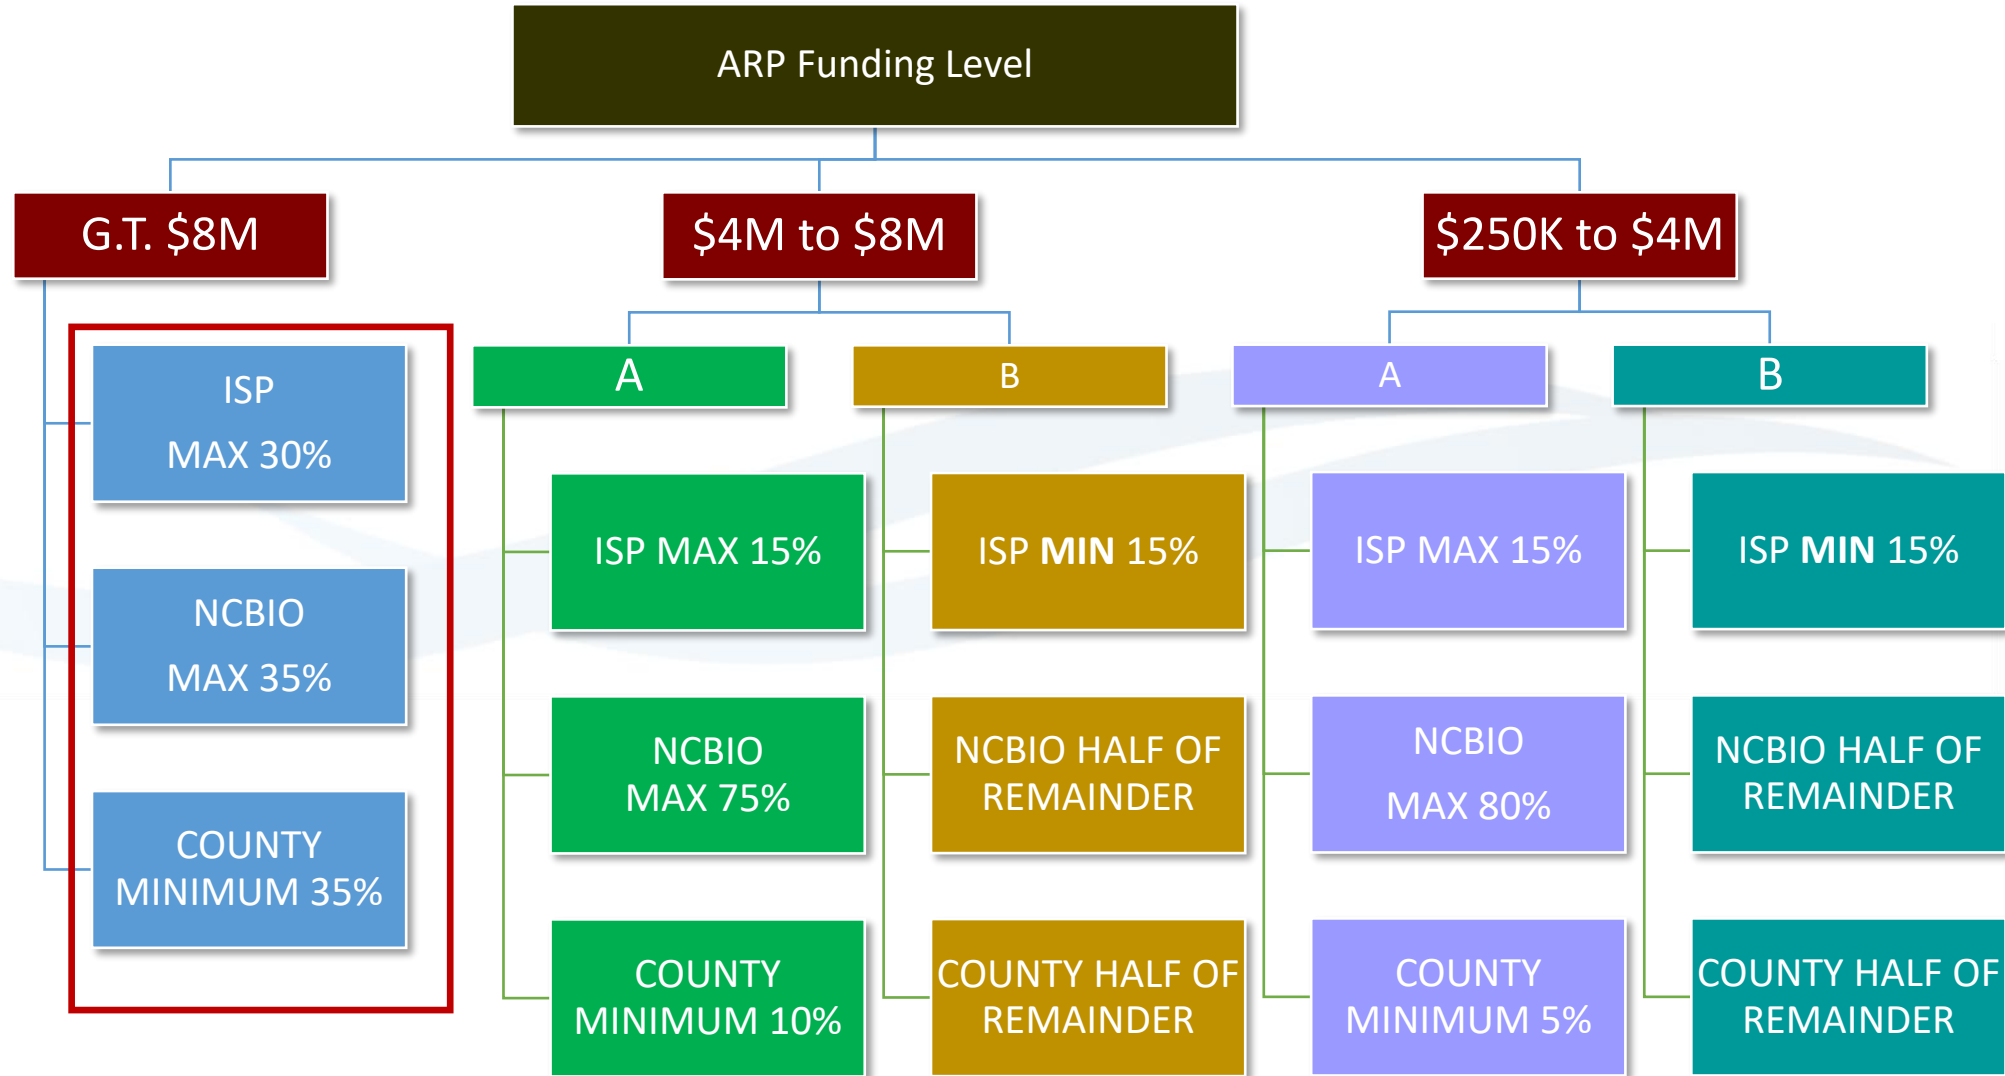 ARP Funding Level
G.T. $8M
$4M to $8M
$250K to $4M
ISP
MAX 30%
NCBIO
MAX 35%
COUNTY
MINIMUM 35%
A
ISP MAX 15%
NCBIO
MAX 75%
COUNTY
MINIMUM 10%
B
ISP MIN 15%
NCBIO HALF OF
REMAINDER
COUNTY HALF OF
REMAINDER
A
ISP MAX 15%
NCBIO
MAX 80%
COUNTY
MINIMUM 5%
B
ISP MIN 15%
NCBIO HALF OF
REMAINDER
COUNTY HALF OF
REMAINDER